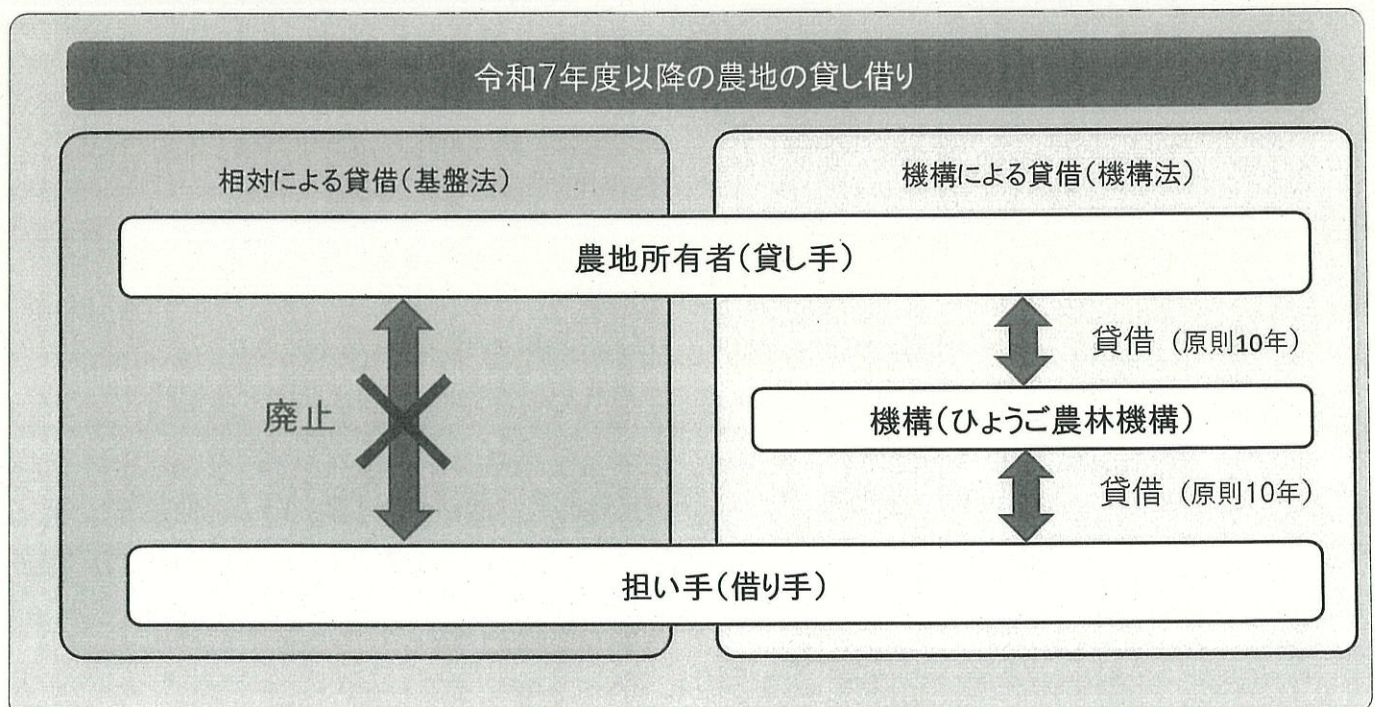 令和7年度以降の農地の貸し借り
相対による貸借(基盤法)
機構による貸借(機構法)
農地所有者(貸し手)
貸借 (原則10年)
廃止
機構(ひょうご農林機構)
貸借 (原則10年)
担い手(借り手)